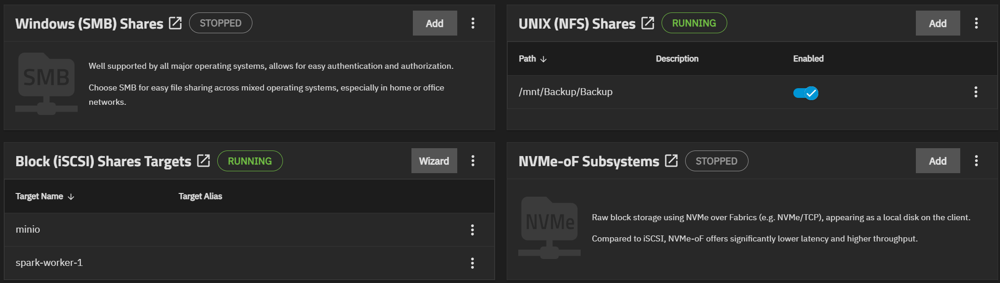 Windows (SMB) Shares STOPPED Add
SMB
Well supported by all major operating systems, allows for easy authentication and authorization.
Choose SMB for easy file sharing across mixed operating systems, especially in home or office
networks.
UNIX (NFS) Shares RUNNING Add
Path Description Enabled
/mnt/Backup/Backup
Block (iSCSI) Shares Targets RUNNING Wizard
Target Name Target Alias
minio
spark-worker-1
NVMe-oF Subsystems STOPPED Add
NVMe
Raw block storage using NVMe over Fabrics (e.g. NVMe/TCP), appearing as a local disk on the client.
Compared to iSCSI, NVMe-oF offers significantly lower latency and higher throughput.